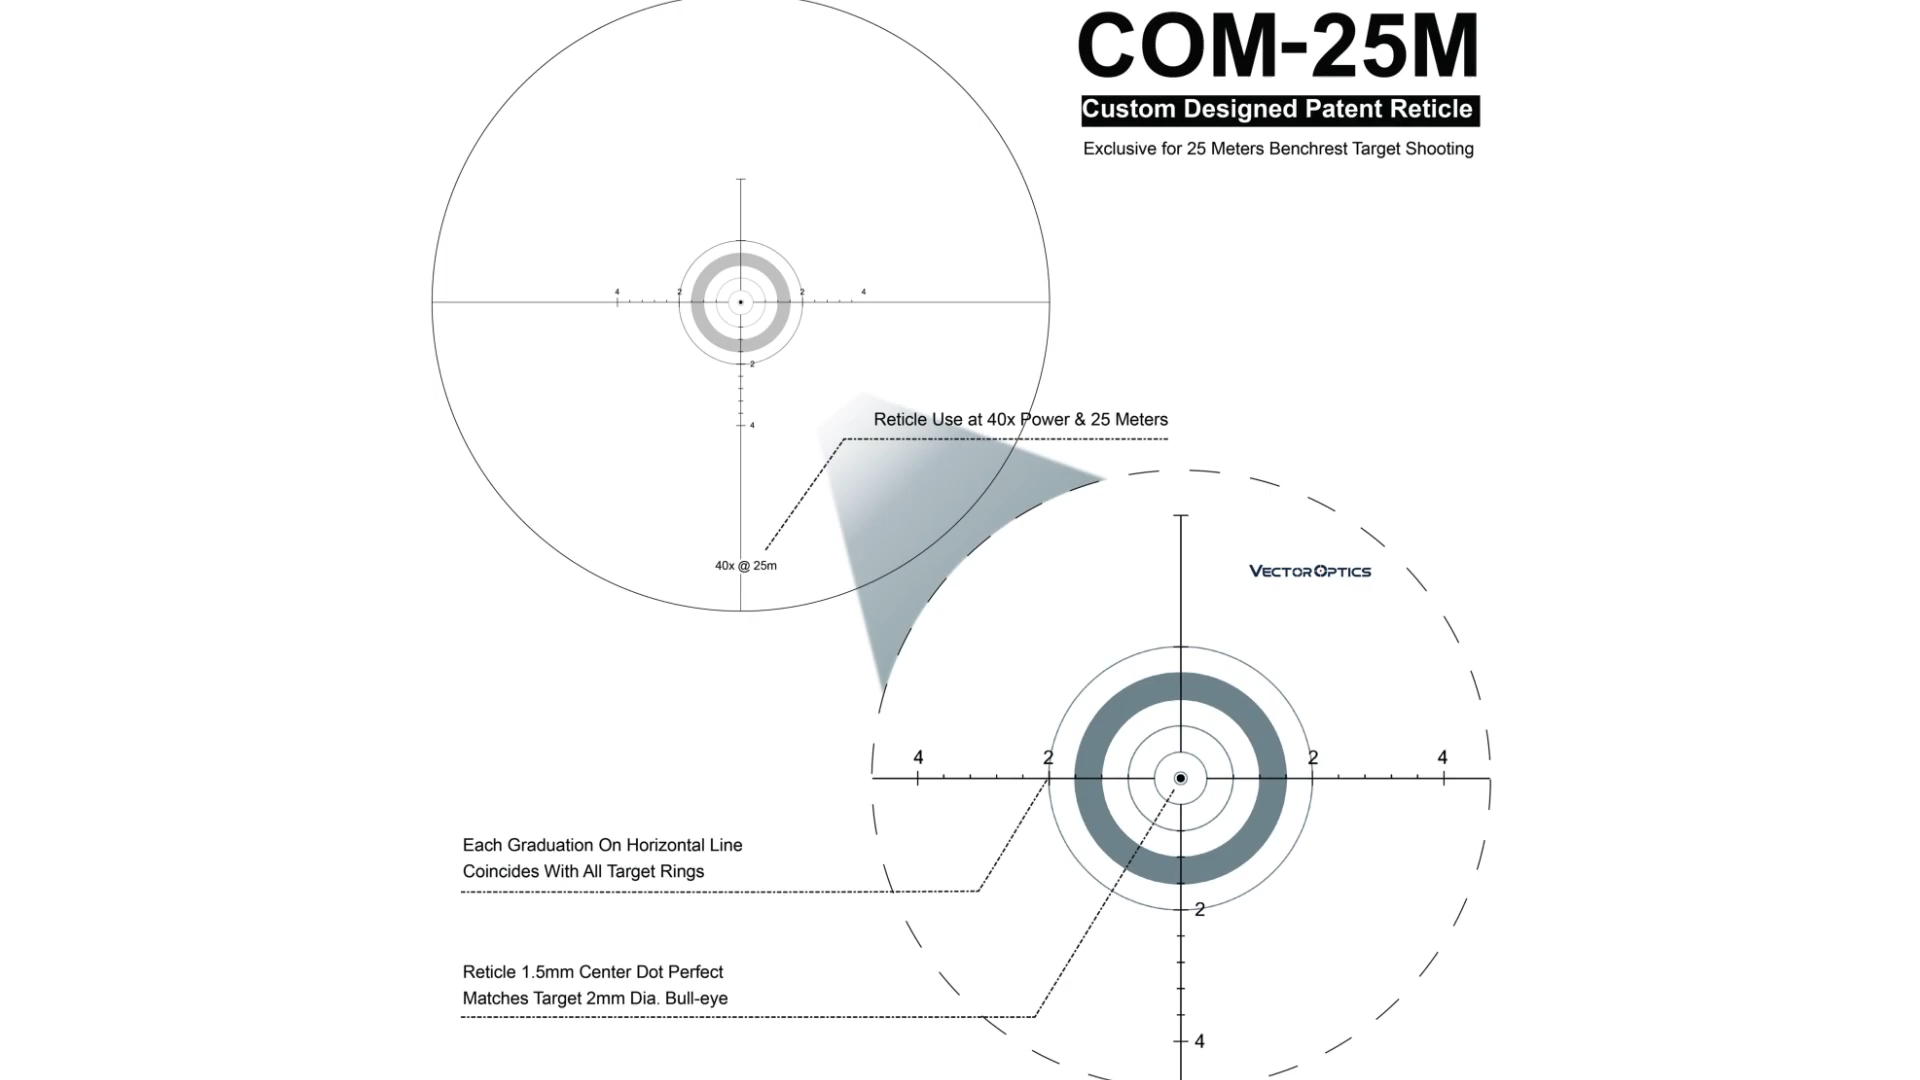 COM-25M
Custom Designed Patent Reticle
Exclusive for 25 Meters Benchrest Target Shooting
4 2 2 4
2
4
Reticle Use at 40x Power & 25 Meters
40x @ 25m
VECTOR OPTICS
4 2 2 4
Each Graduation On Horizontal Line
Coincides With All Target Rings
2
Reticle 1.5mm Center Dot Perfect
Matches Target 2mm Dia. Bull-eye
4